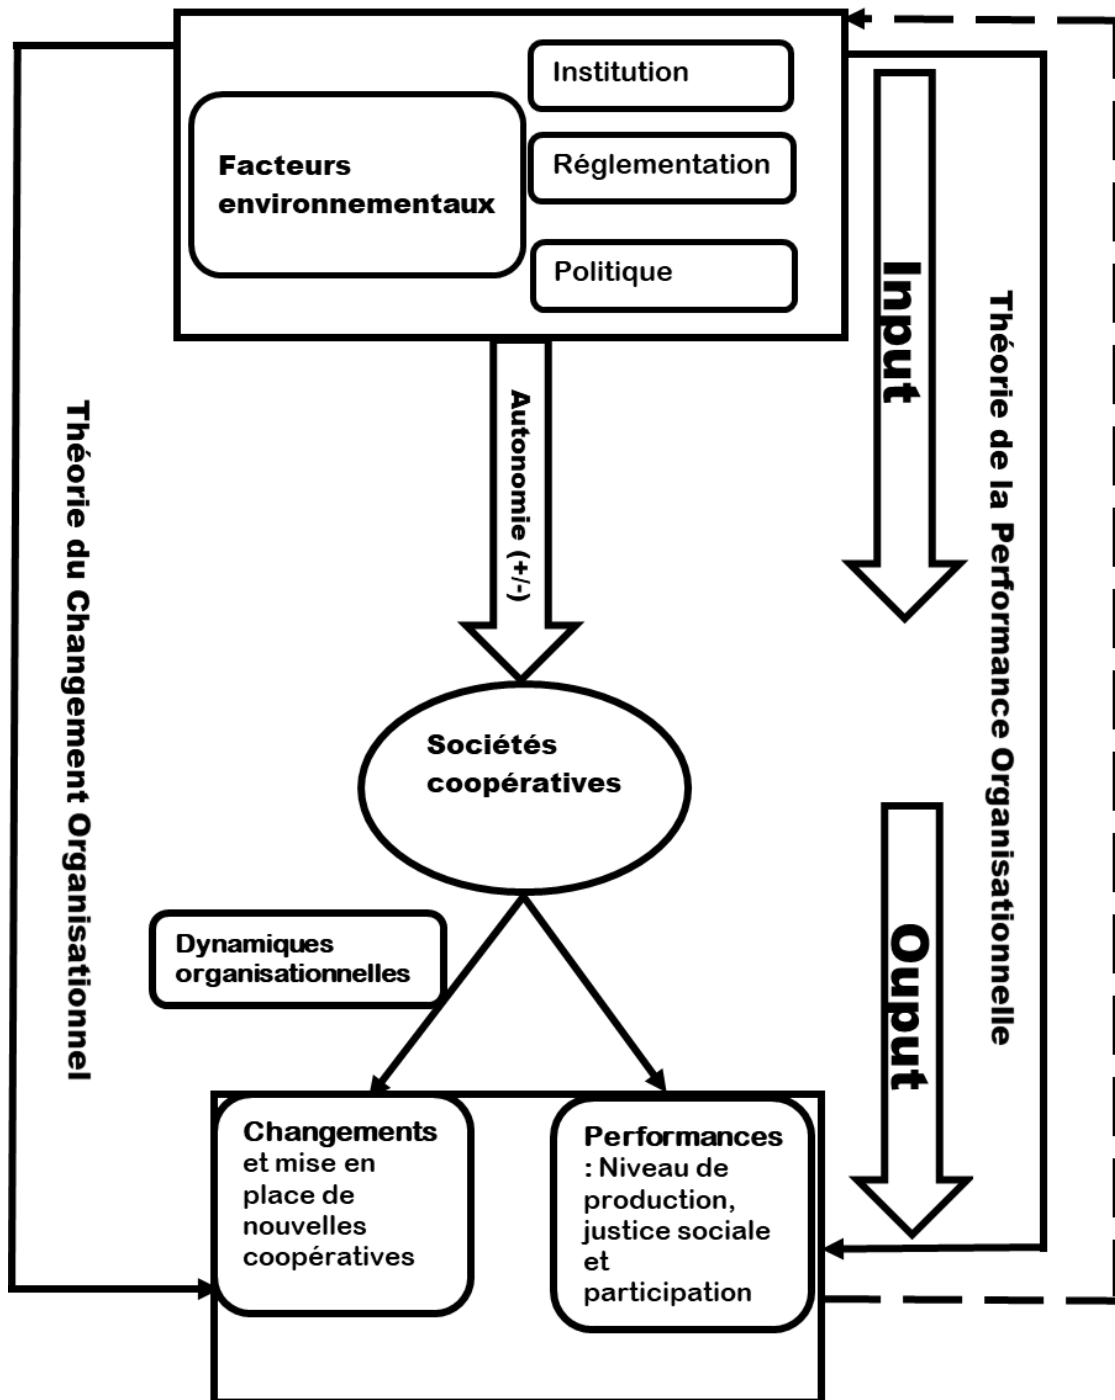 Institution
Facteurs
environnementaux
Réglementation
Politique
Input
Théorie de la Performance Organisationnelle
Autonomie (+/-)
Théorie du Changement Organisationnel
Sociétés
coopératives
Dynamiques
organisationnelles
Ouput
Changements
et mise en
place de
nouvelles
coopératives
Performances
: Niveau de
production,
justice sociale
et
participation